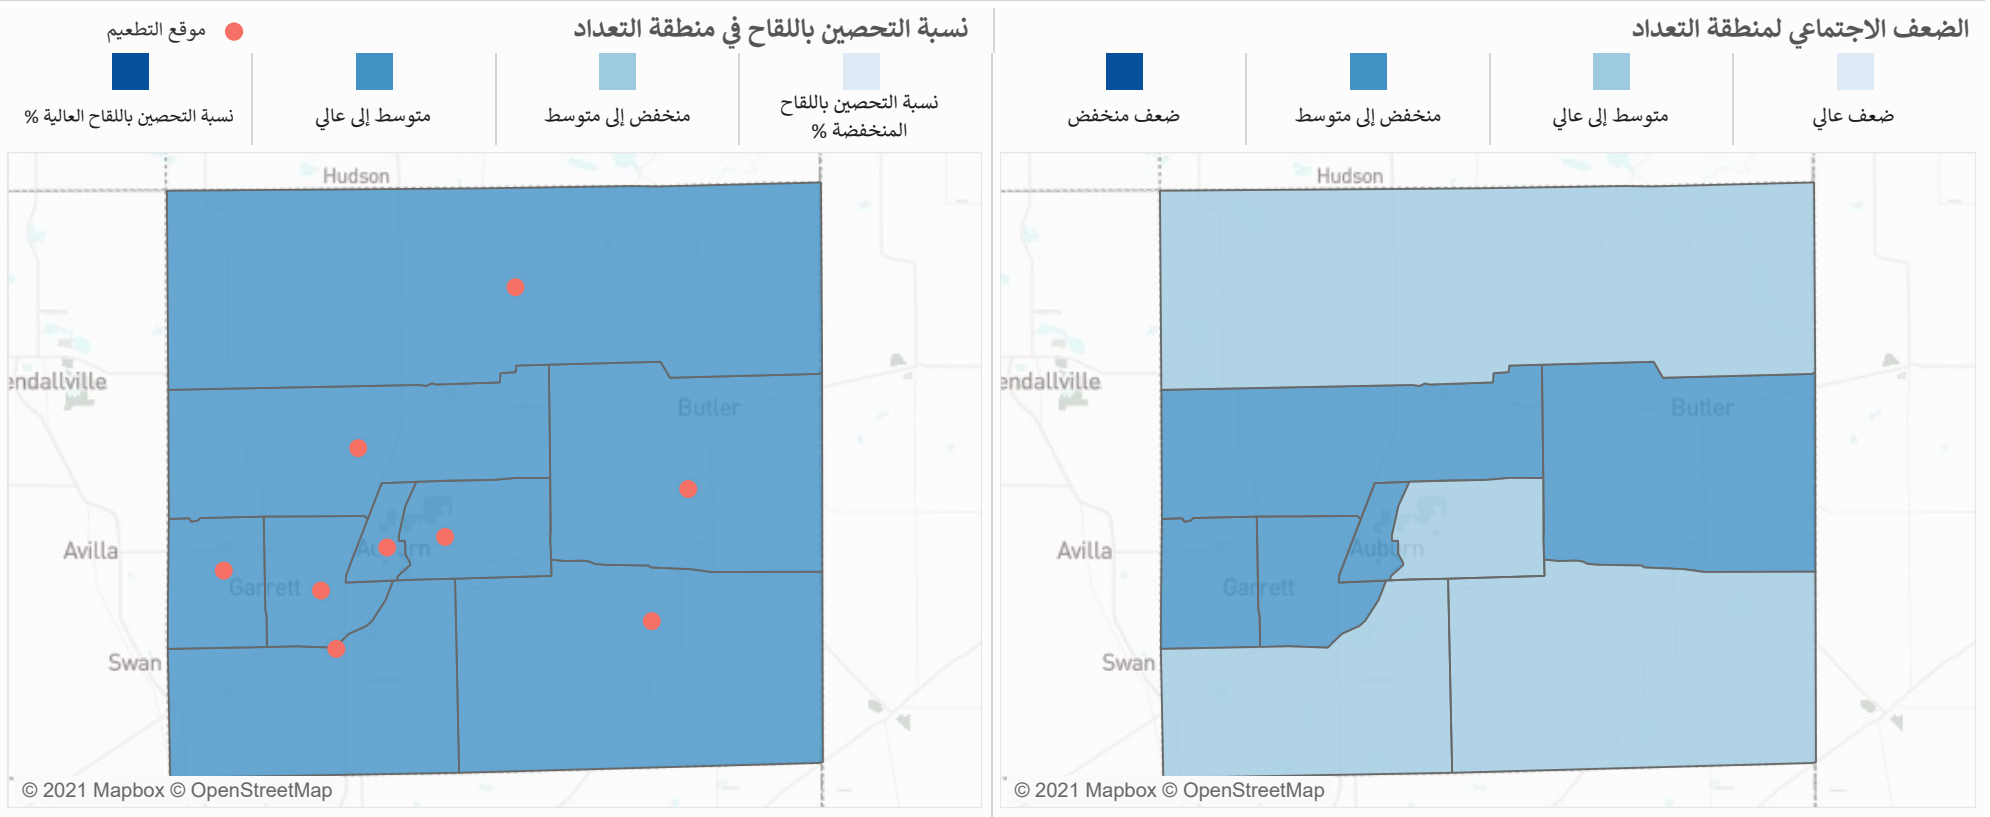 الضعف الاجتماعي لمنطقة التعداد
ضعف عالي
متوسط إلى عالي
منخفض إلى متوسط
ضعف منخفض
Hudson
endallville
Butler
Avilla
Auburn
Garrett
Swan
© 2021 Mapbox © OpenStreetMap
نسبة التحصين باللقاح في منطقة التعداد
موقع التطعيم
نسبة التحصين باللقاح
المنخفضة %
منخفض إلى متوسط
متوسط إلى عالي
نسبة التحصين باللقاح العالية %
Hudson
endallville
Butler
Avilla
Auburn
Garrett
Swan
© 2021 Mapbox © OpenStreetMap